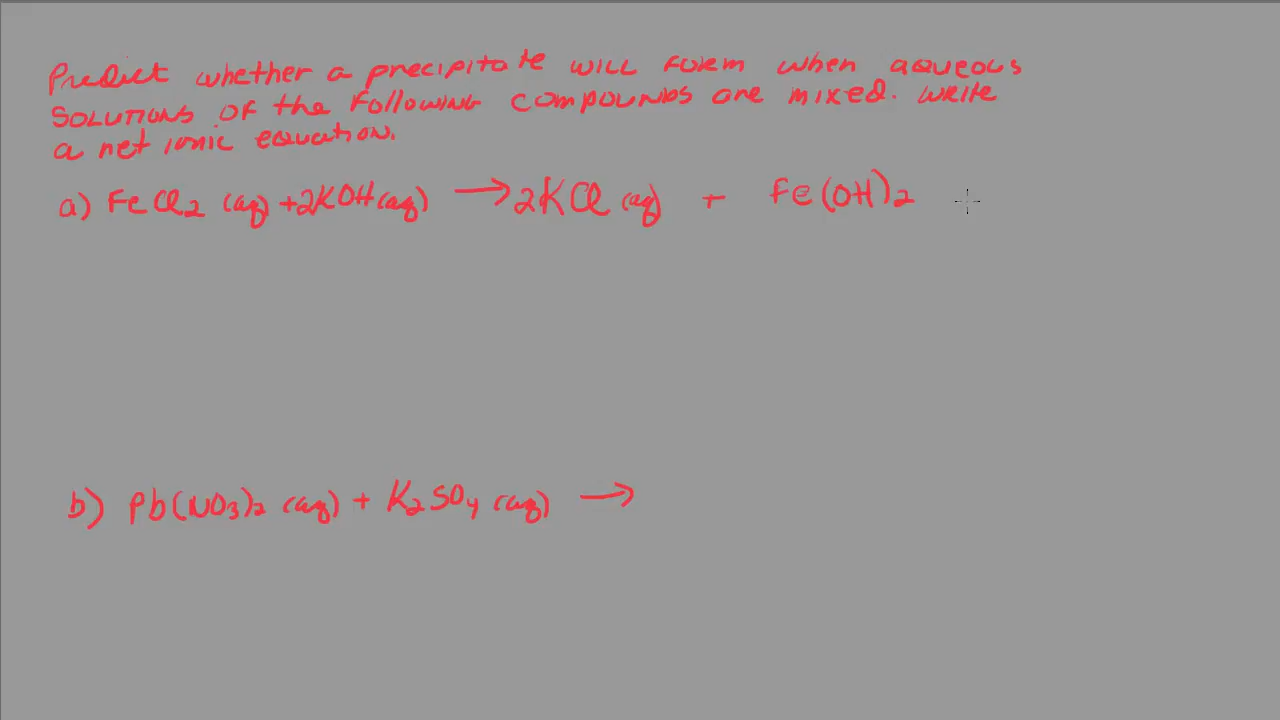 Predict whether a precipitate will form when aqueous
solutions of the following compounds are mixed. Write
a net ionic equation.
a) FeCl2 (aq) + 2KOH (aq) → 2KCl (aq) + Fe(OH)2
b) Pb(NO3)2 (aq) + K2SO4 (aq) →